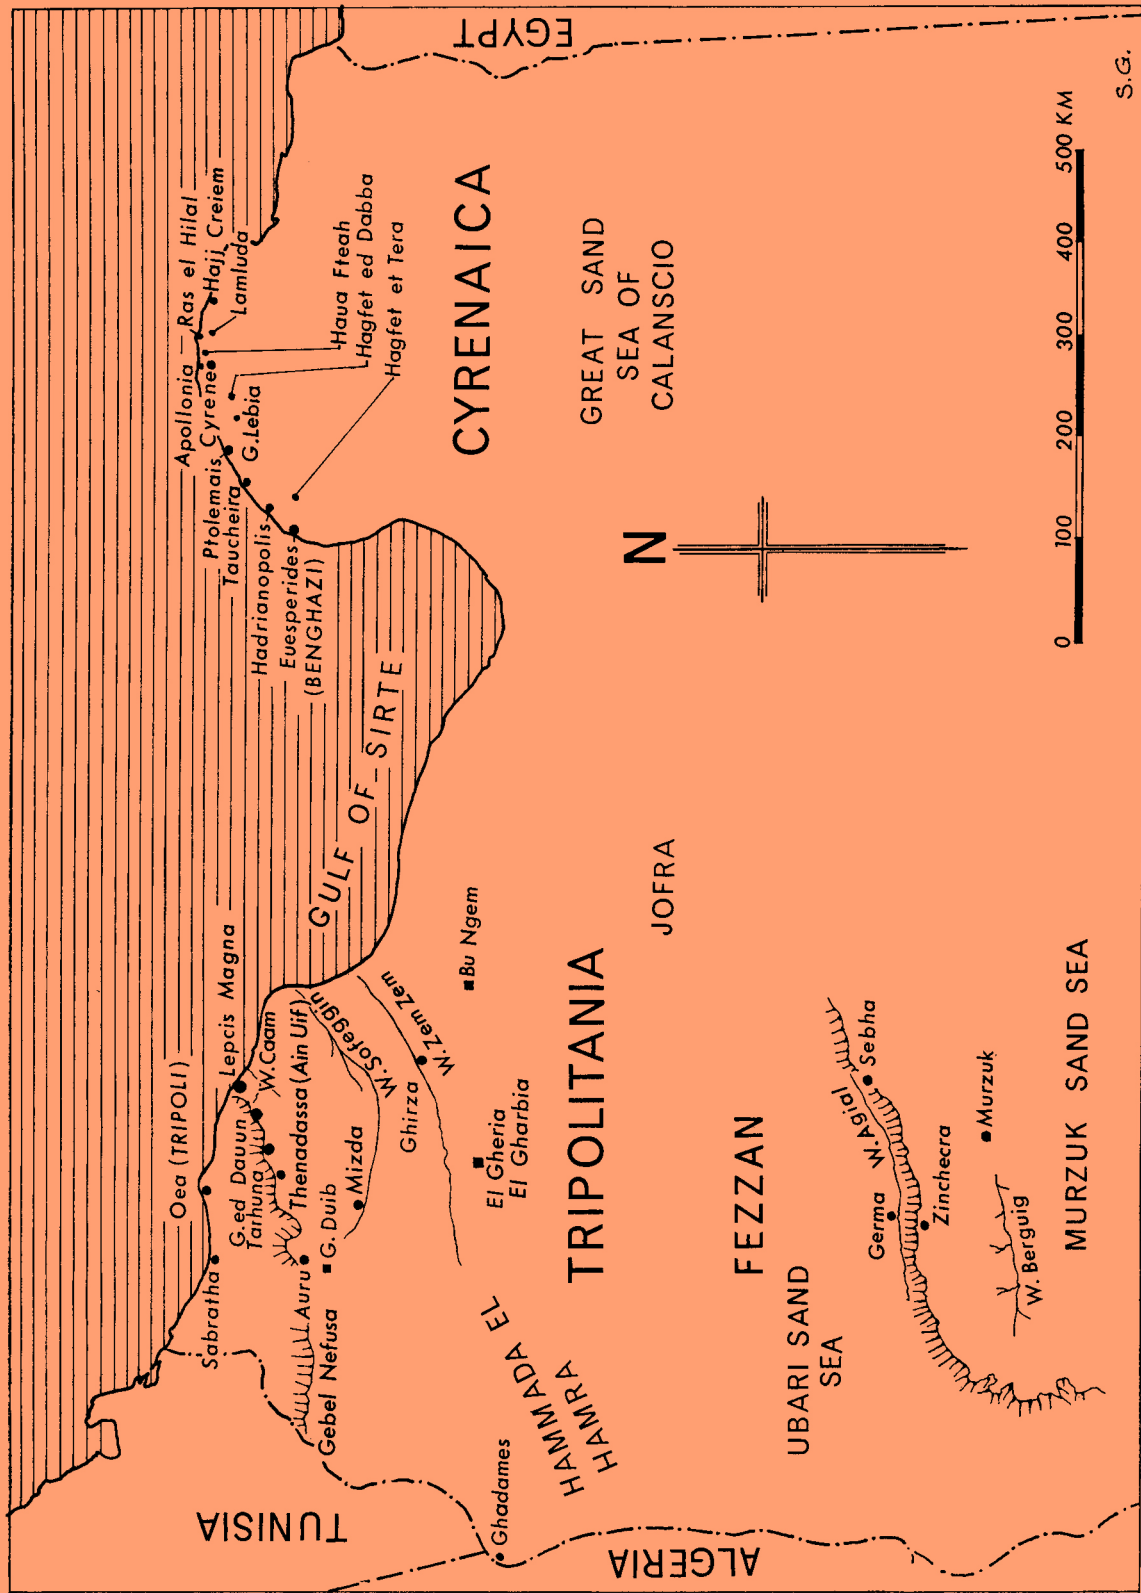 EGYPT
TUNISIA
ALGERIA
Apollonia
Ras el Hilal
Hajj Creiem
Lamluda
Cyrene
Ptolemais
Taucheira
G.Lebia
Hadrianopolis
Euesperides
(BENGHAZI)
Haua Fteah
Hagfet ed Dabba
Hagfet et Tera
CYRENAICA
GREAT SAND
SEA OF
CALANSCIO
GULF OF SIRTE
Oea (TRIPOLI)
Sabratha
Lepcis Magna
W.Caam
G.ed Daun
Tarhuna
Thenadassa (Ain Uif)
W.Sofeggin
Auru
G. Duib
Gebel Nefusa
Mizda
Ghirza
W.Zem Zem
Bu Ngem
El Gheria
El Gharbia
Ghadames
HAMMADA EL
HAMRA
TRIPOLITANIA
JOFRA
FEZZAN
UBARI SAND
SEA
W.Agial
Sebha
Germa
Zinchecra
Murzuk
W. Berguig
MURZUK SAND SEA
N
0 100 200 300 400 500 KM
S.G.